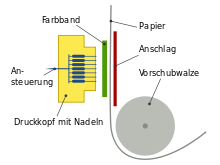 Farbband
Papier
Anschlag
Vorschubwalze
An-
steuerung
Druckkopf mit Nadeln